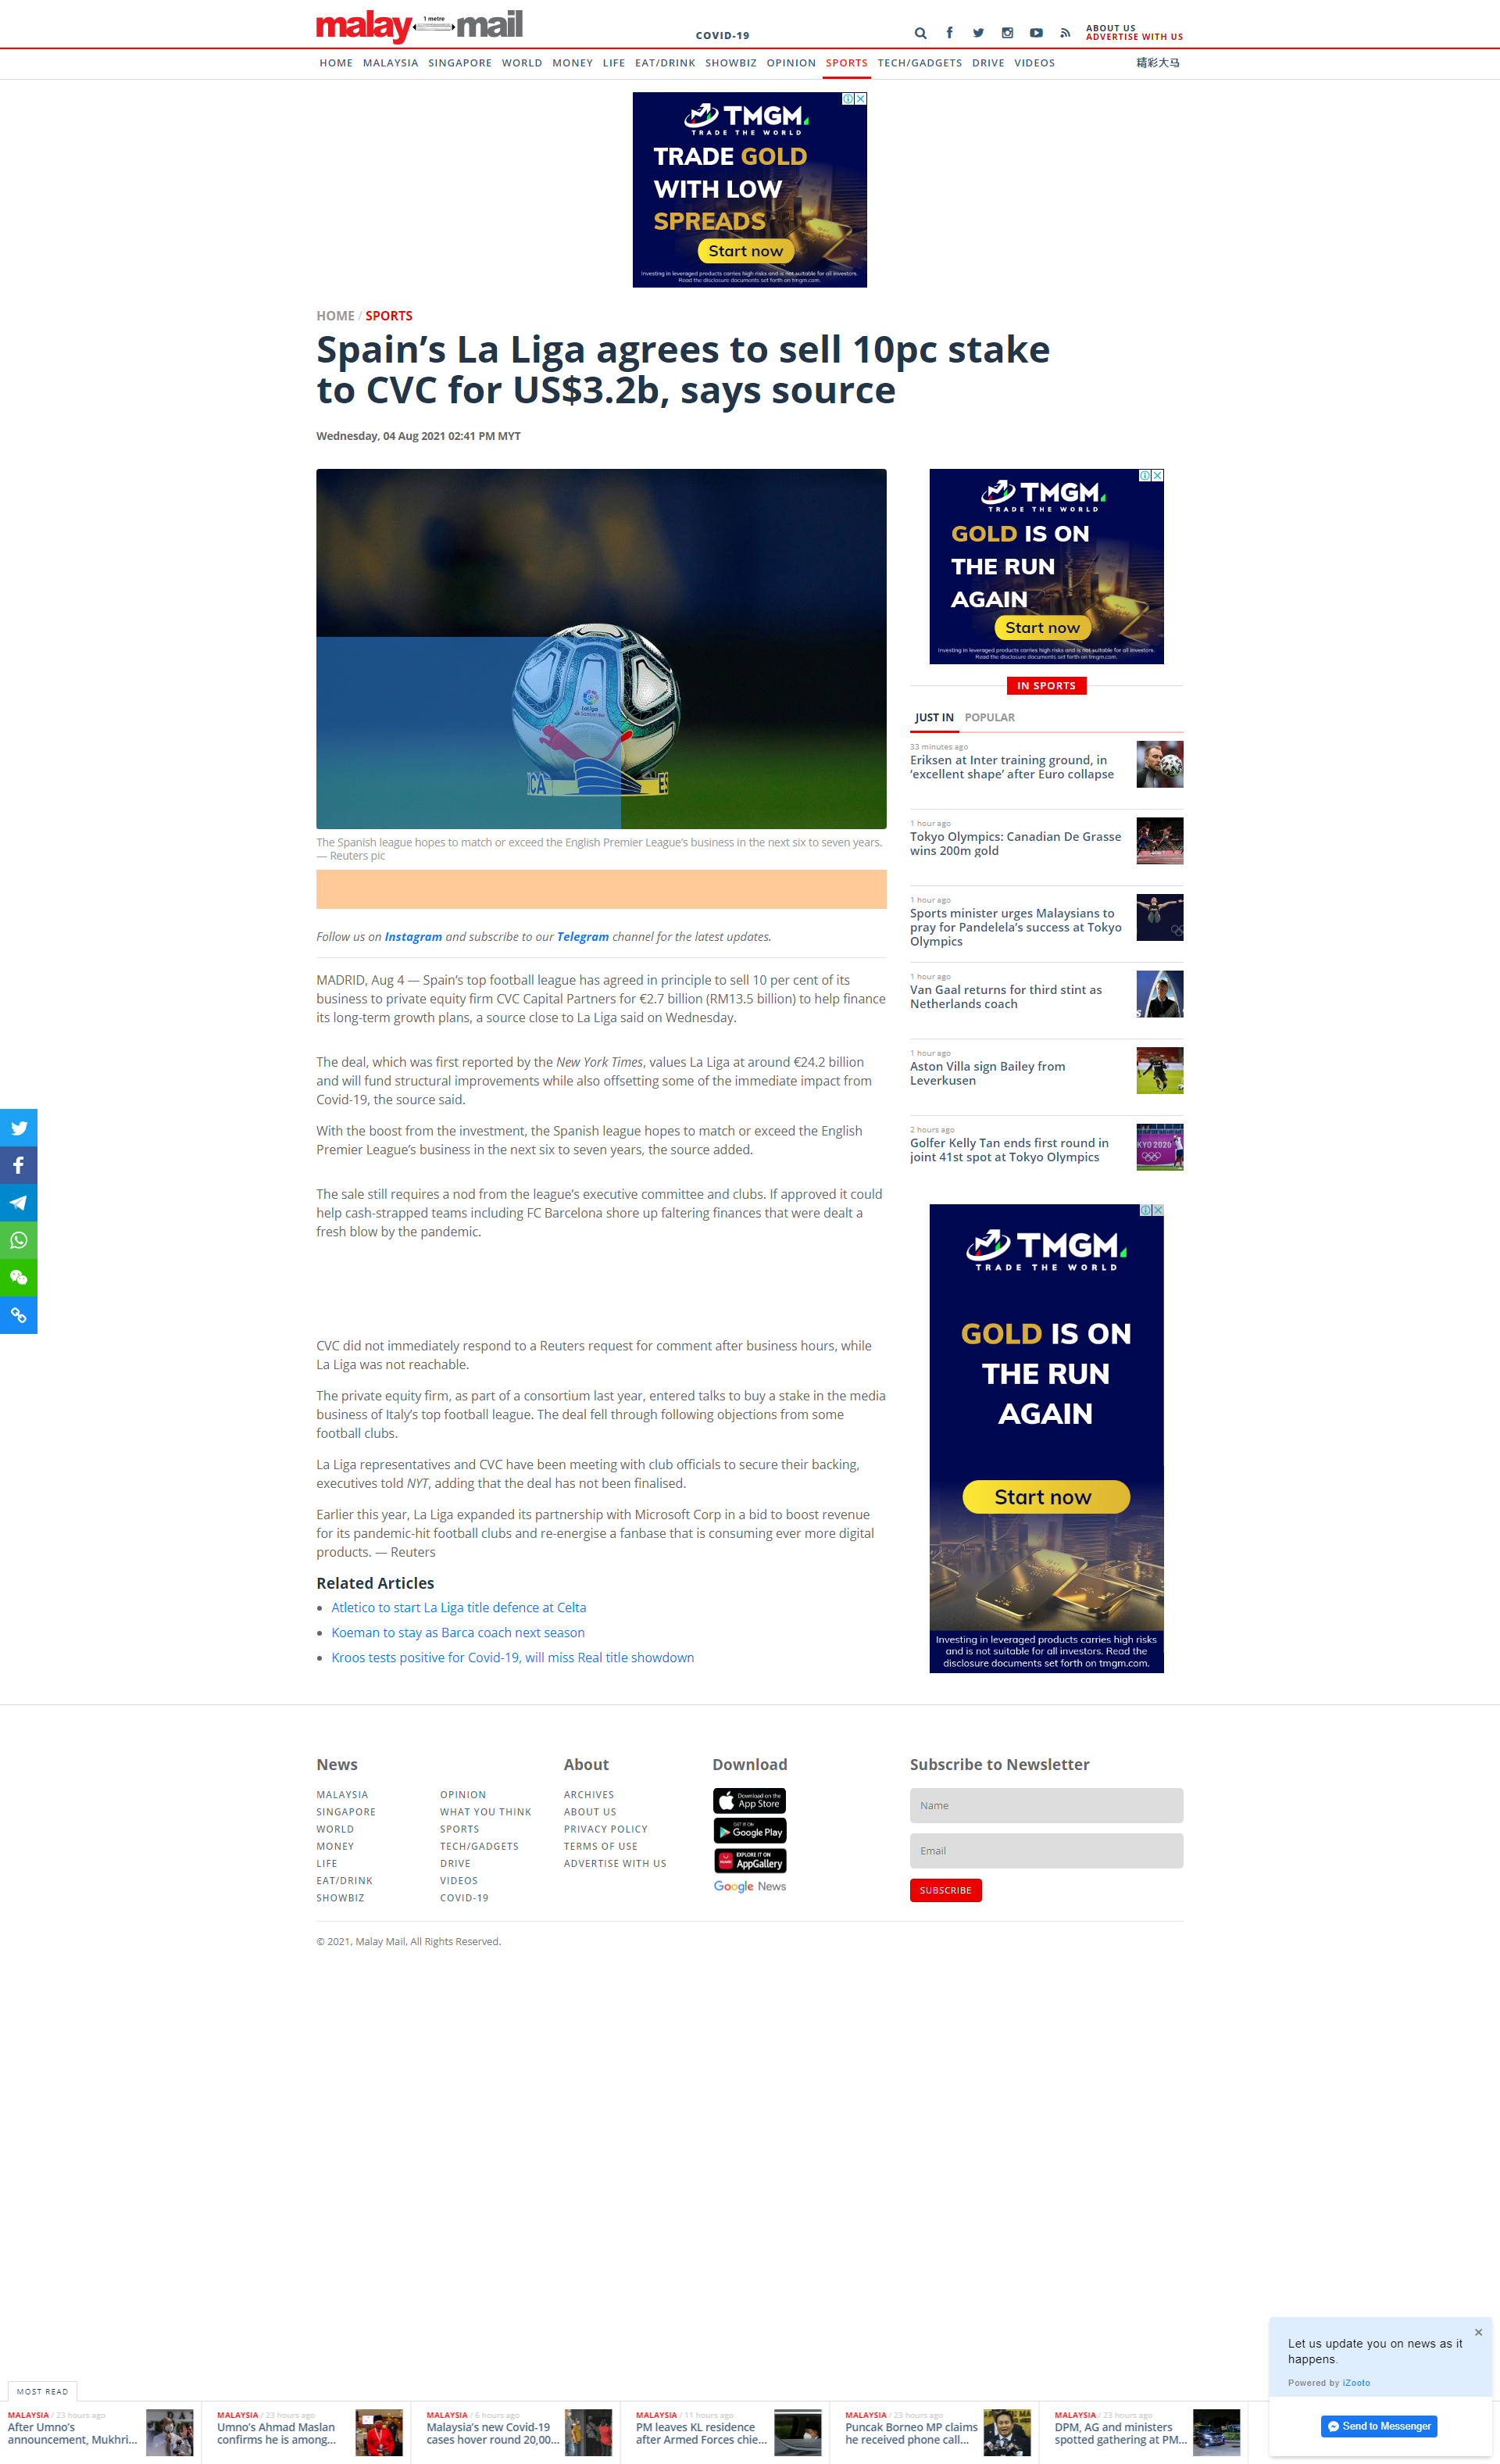 malay mail
1 metre
COVID-19
ABOUT US
ADVERTISE WITH US
HOME MALAYSIA SINGAPORE WORLD MONEY LIFE EAT/DRINK SHOWBIZ OPINION SPORTS TECH/GADGETS DRIVE VIDEOS 精彩大马
TMGM
TRADE THE WORLD
TRADE GOLD
WITH LOW
SPREADS
Start now
Investing in leveraged products carries high risks and is not suitable for all investors.
Read the disclosure documents set forth on tmgm.com.
HOME / SPORTS
Spain’s La Liga agrees to sell 10pc stake
to CVC for US$3.2b, says source
Wednesday, 04 Aug 2021 02:41 PM MYT
LaLiga
Santander
The Spanish league hopes to match or exceed the English Premier League’s business in the next six to seven years.
— Reuters pic
Follow us on Instagram and subscribe to our Telegram channel for the latest updates.
MADRID, Aug 4 — Spain’s top football league has agreed in principle to sell 10 per cent of its
business to private equity firm CVC Capital Partners for €2.7 billion (RM13.5 billion) to help finance
its long-term growth plans, a source close to La Liga said on Wednesday.
The deal, which was first reported by the New York Times, values La Liga at around €24.2 billion
and will fund structural improvements while also offsetting some of the immediate impact from
Covid-19, the source said.
With the boost from the investment, the Spanish league hopes to match or exceed the English
Premier League’s business in the next six to seven years, the source added.
The sale still requires a nod from the league’s executive committee and clubs. If approved it could
help cash-strapped teams including FC Barcelona shore up faltering finances that were dealt a
fresh blow by the pandemic.
CVC did not immediately respond to a Reuters request for comment after business hours, while
La Liga was not reachable.
The private equity firm, as part of a consortium last year, entered talks to buy a stake in the media
business of Italy’s top football league. The deal fell through following objections from some
football clubs.
La Liga representatives and CVC have been meeting with club officials to secure their backing,
executives told NYT, adding that the deal has not been finalised.
Earlier this year, La Liga expanded its partnership with Microsoft Corp in a bid to boost revenue
for its pandemic-hit football clubs and re-energise a fanbase that is consuming ever more digital
products. — Reuters
Related Articles
Atletico to start La Liga title defence at Celta
Koeman to stay as Barca coach next season
Kroos tests positive for Covid-19, will miss Real title showdown
TMGM
TRADE THE WORLD
GOLD IS ON
THE RUN
AGAIN
Start now
Investing in leveraged products carries high risks and is not suitable for all investors.
Read the disclosure documents set forth on tmgm.com.
IN SPORTS
JUST IN POPULAR
33 minutes ago
Eriksen at Inter training ground, in
‘excellent shape’ after Euro collapse
1 hour ago
Tokyo Olympics: Canadian De Grasse
wins 200m gold
1 hour ago
Sports minister urges Malaysians to
pray for Pandelela’s success at Tokyo
Olympics
1 hour ago
Van Gaal returns for third stint as
Netherlands coach
1 hour ago
Aston Villa sign Bailey from
Leverkusen
2 hours ago
Golfer Kelly Tan ends first round in
joint 41st spot at Tokyo Olympics
KYO 2020
TMGM
TRADE THE WORLD
GOLD IS ON
THE RUN
AGAIN
Start now
Investing in leveraged products carries high risks
and is not suitable for all investors. Read the
disclosure documents set forth on tmgm.com.
News
MALAYSIA
SINGAPORE
WORLD
MONEY
LIFE
EAT/DRINK
SHOWBIZ
OPINION
WHAT YOU THINK
SPORTS
TECH/GADGETS
DRIVE
VIDEOS
COVID-19
About
ARCHIVES
ABOUT US
PRIVACY POLICY
TERMS OF USE
ADVERTISE WITH US
Download
Download on the
App Store
GET IT ON
Google Play
EXPLORE IT ON
AppGallery
Google News
Subscribe to Newsletter
Name
Email
SUBSCRIBE
© 2021, Malay Mail, All Rights Reserved.
Let us update you on news as it
happens.
Powered by iZooto
Send to Messenger
MOST READ
MALAYSIA / 23 hours ago
After Umno’s
announcement, Mukhri...
MALAYSIA / 23 hours ago
Umno’s Ahmad Maslan
confirms he is among...
MALAYSIA / 6 hours ago
Malaysia’s new Covid-19
cases hover round 20,00...
MALAYSIA / 11 hours ago
PM leaves KL residence
after Armed Forces chie...
MALAYSIA / 23 hours ago
Puncak Borneo MP claims
he received phone call...
MALAYSIA / 23 hours ago
DPM, AG and ministers
spotted gathering at PM...